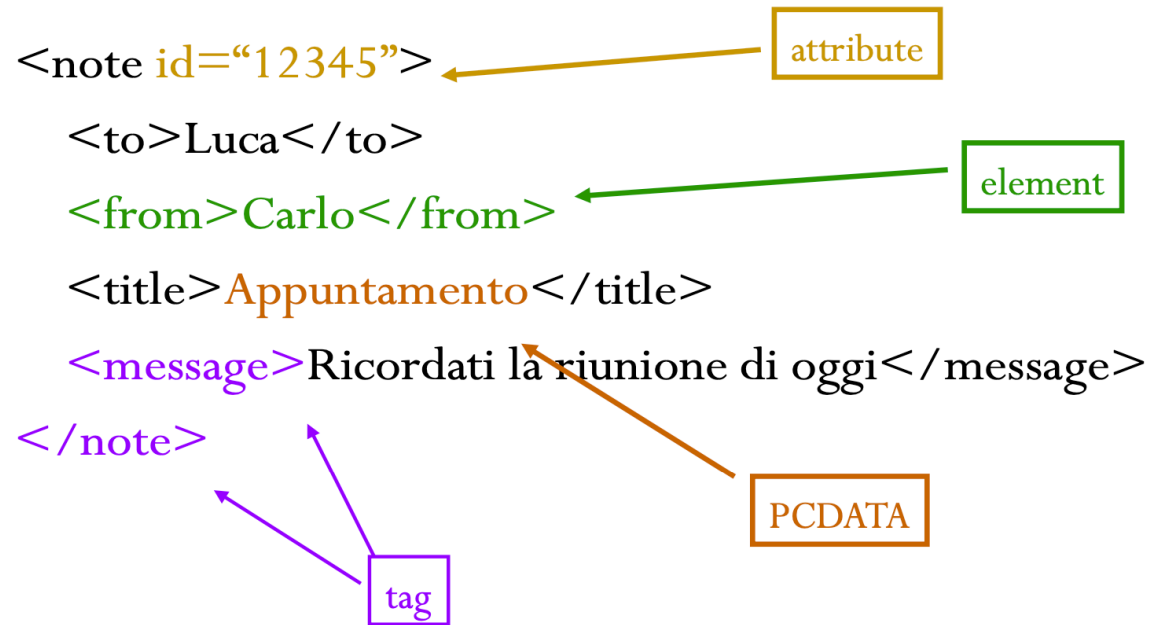 <note id=“12345”>
attribute
<to>Luca</to>
<from>Carlo</from>
element
<title>Appuntamento</title>
<message>Ricordati la riunione di oggi</message>
</note>
PCDATA
tag